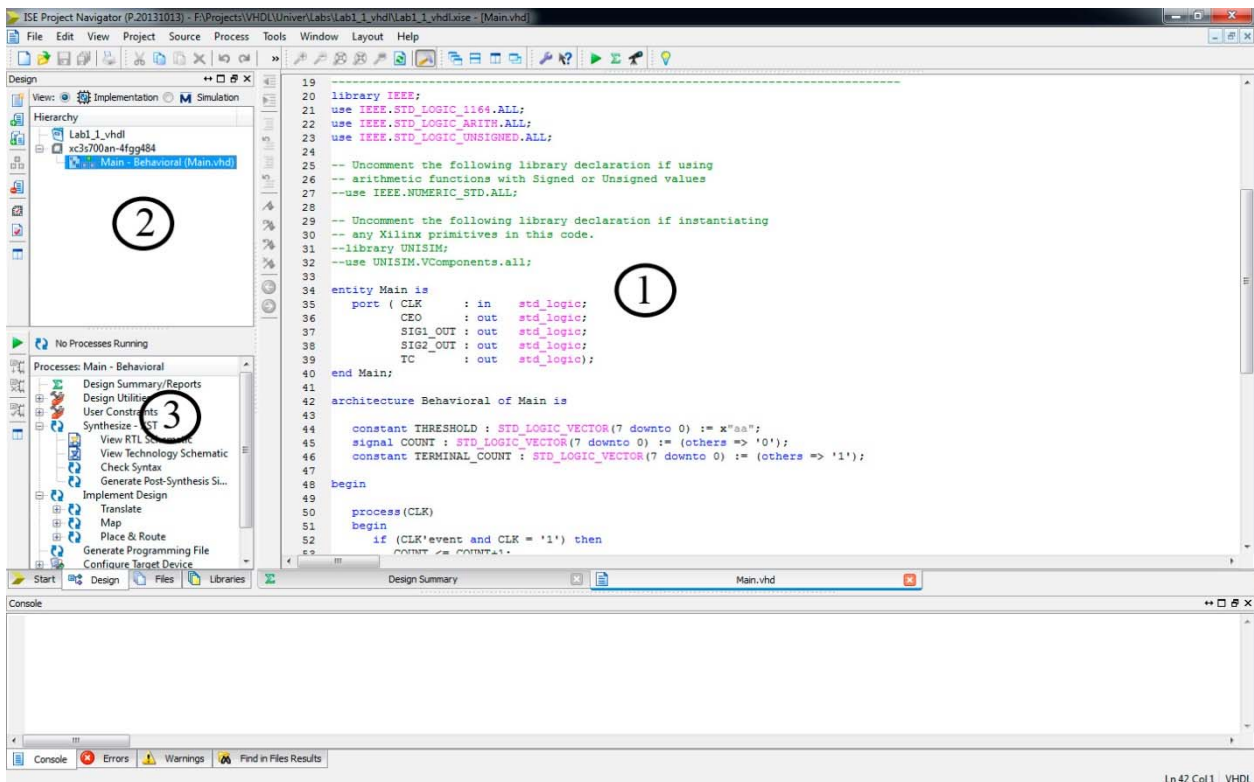 ISE Project Navigator (P.20131013) - F:\Projects\VHDL\Univer\Labs\Lab1_1_vhdl\Lab1_1_vhdl.xise - [Main.vhd]
File Edit View Project Source Process Tools Window Layout Help
Design
View: Implementation Simulation
Hierarchy
Lab1_1_vhdl
xc3s700an-4fgg484
Main - Behavioral (Main.vhd)
2
No Processes Running
Processes: Main - Behavioral
Design Summary/Reports
Design Utilities
User Constraints
Synthesize - XST
View RTL Schematic
View Technology Schematic
Check Syntax
Generate Post-Synthesis Si...
Implement Design
Translate
Map
Place & Route
Generate Programming File
Configure Target Device
3
Start Design Files Libraries
19 ----------------------------------------------------------------------------------
20 library IEEE;
21 use IEEE.STD_LOGIC_1164.ALL;
22 use IEEE.STD_LOGIC_ARITH.ALL;
23 use IEEE.STD_LOGIC_UNSIGNED.ALL;
24
25 -- Uncomment the following library declaration if using
26 -- arithmetic functions with Signed or Unsigned values
27 --use IEEE.NUMERIC_STD.ALL;
28
29 -- Uncomment the following library declaration if instantiating
30 -- any Xilinx primitives in this code.
31 --library UNISIM;
32 --use UNISIM.VComponents.all;
33
34 entity Main is
35 port ( CLK : in std_logic;
36 CEO : out std_logic;
37 SIG1_OUT : out std_logic;
38 SIG2_OUT : out std_logic;
39 TC : out std_logic);
40 end Main;
41
42 architecture Behavioral of Main is
43
44 constant THRESHOLD : STD_LOGIC_VECTOR(7 downto 0) := x"aa";
45 signal COUNT : STD_LOGIC_VECTOR(7 downto 0) := (others => '0');
46 constant TERMINAL_COUNT : STD_LOGIC_VECTOR(7 downto 0) := (others => '1');
47
48 begin
49
50 process(CLK)
51 begin
52 if (CLK'event and CLK = '1') then
53 COUNT <= COUNT+1;
1
Design Summary Main.vhd
Console
Console Errors Warnings Find in Files Results
Ln 42 Col 1 VHDL